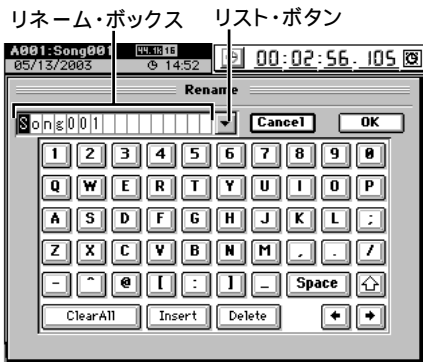 リネーム・ボックス リスト・ボタン
A001:Song001 44.1k 16 00:02:56.105
05/13/2003 14:52
Rename
Song001 Cancel OK
1 2 3 4 5 6 7 8 9 0
Q W E R T Y U I O P
A S D F G H J K L ;
Z X C V B N M , . /
- ^ @ [ : ] _ Space
ClearAll Insert Delete